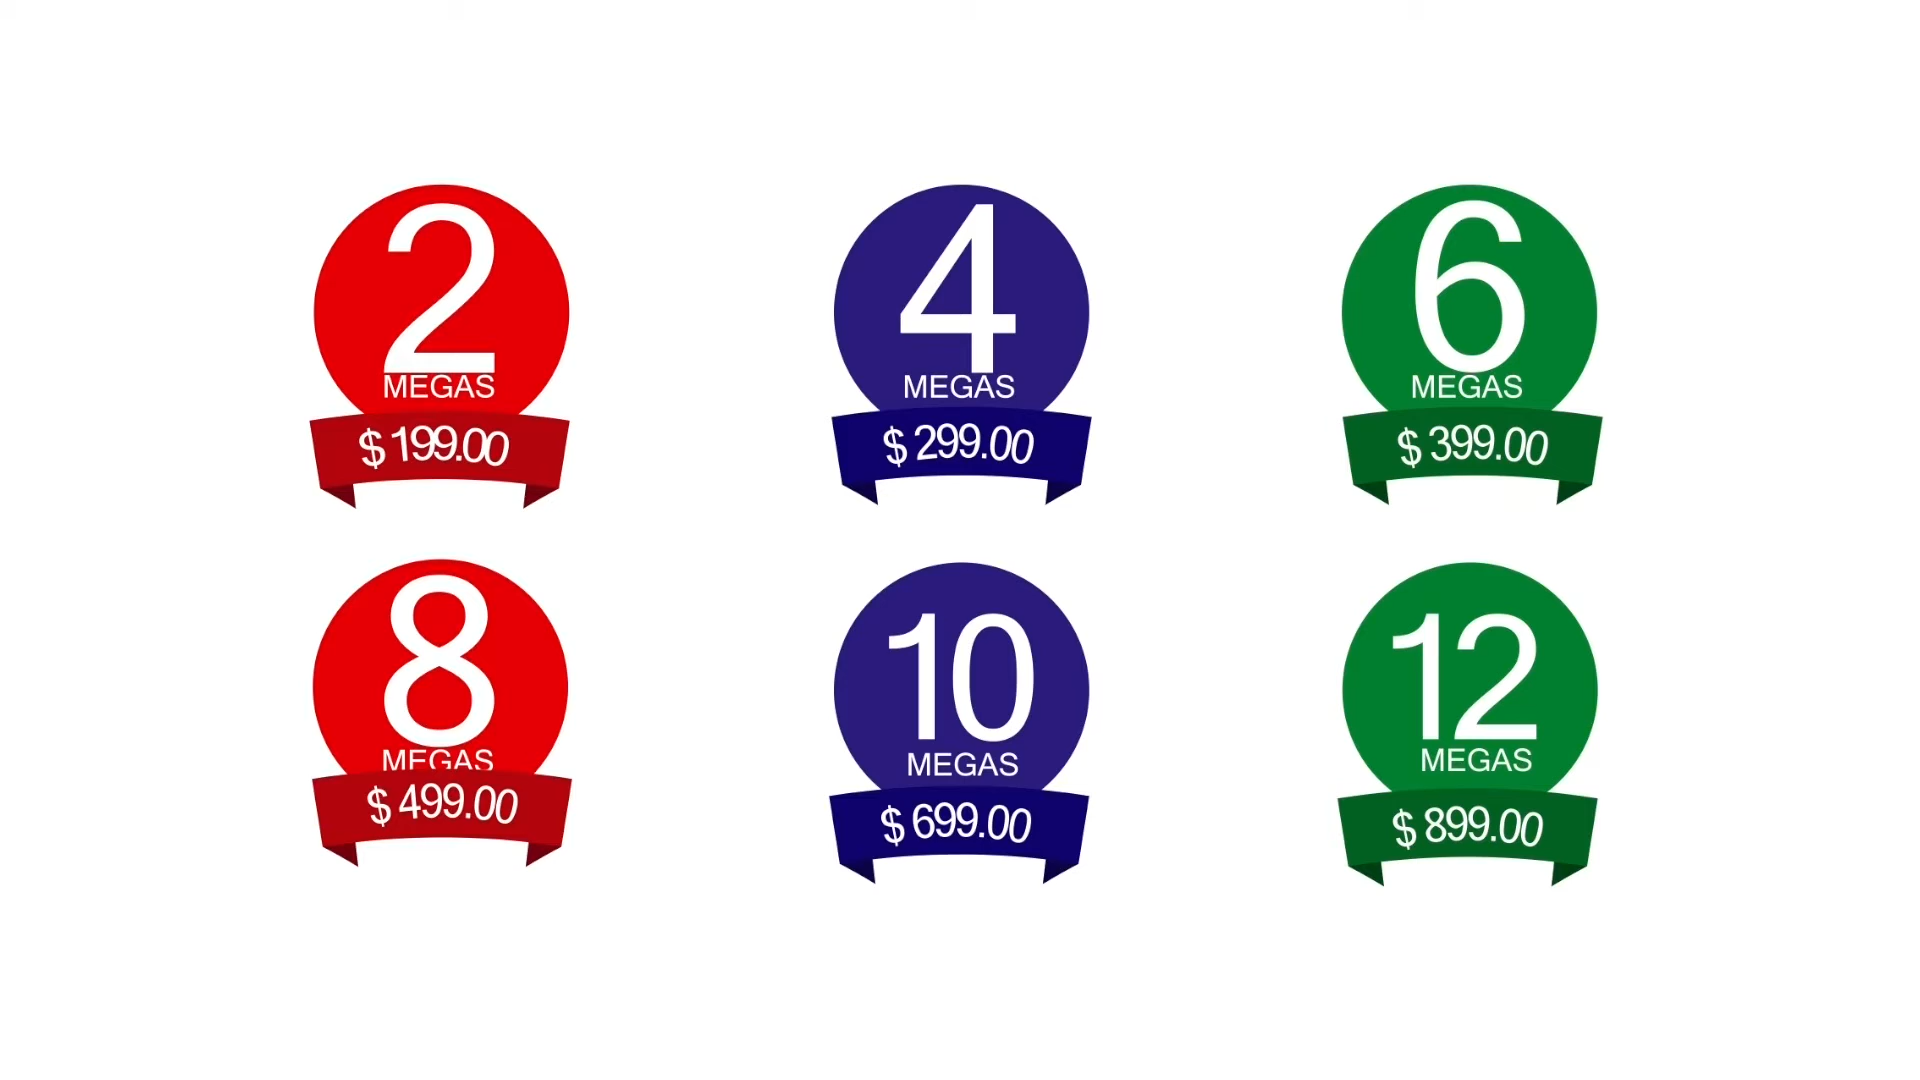 2
MEGAS
$ 199.00
4
MEGAS
$ 299.00
6
MEGAS
$ 399.00
8
MEGAS
$ 499.00
10
MEGAS
$ 699.00
12
MEGAS
$ 899.00